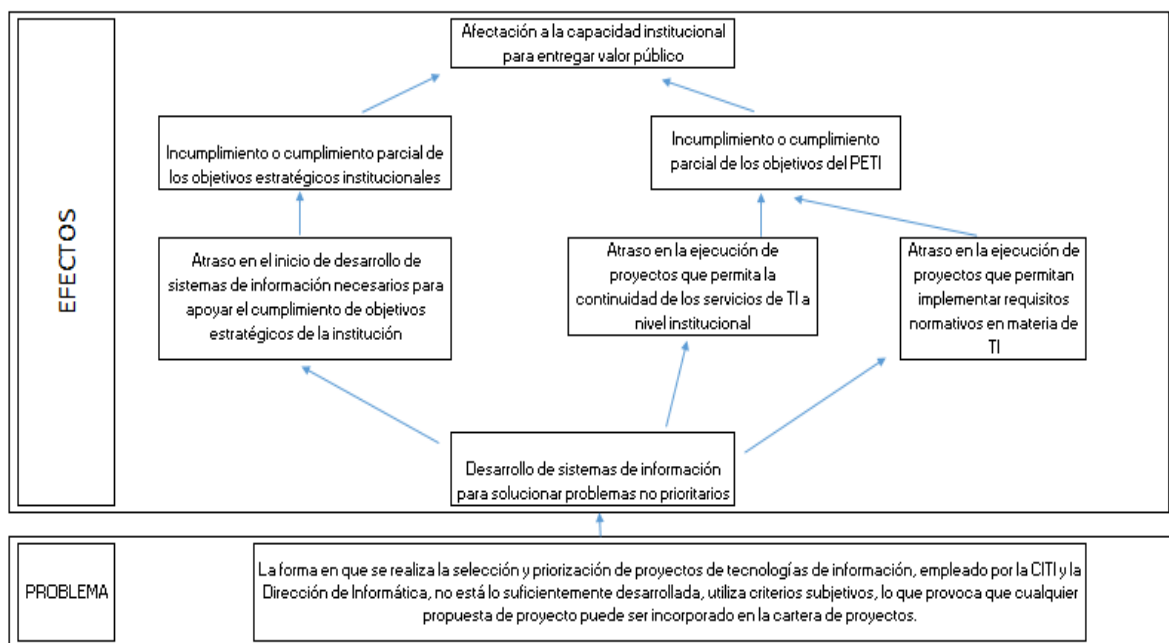 EFECTOS
Afectación a la capacidad institucional
para entregar valor público
Incumplimiento o cumplimiento parcial de
los objetivos estratégicos institucionales
Incumplimiento o cumplimiento
parcial de los objetivos del PETI
Atraso en el inicio de desarrollo de
sistemas de información necesarios para
apoyar el cumplimiento de objetivos
estratégicos de la institución
Atraso en la ejecución de
proyectos que permita la
continuidad de los servicios de TI a
nivel institucional
Atraso en la ejecución de
proyectos que permitan
implementar requisitos
normativos en materia de
TI
Desarrollo de sistemas de información
para solucionar problemas no prioritarios
PROBLEMA
La forma en que se realiza la selección y priorización de proyectos de tecnologías de información, empleado por la CITI y la
Dirección de Informática, no está lo suficientemente desarrollada, utiliza criterios subjetivos, lo que provoca que cualquier
propuesta de proyecto puede ser incorporado en la cartera de proyectos.